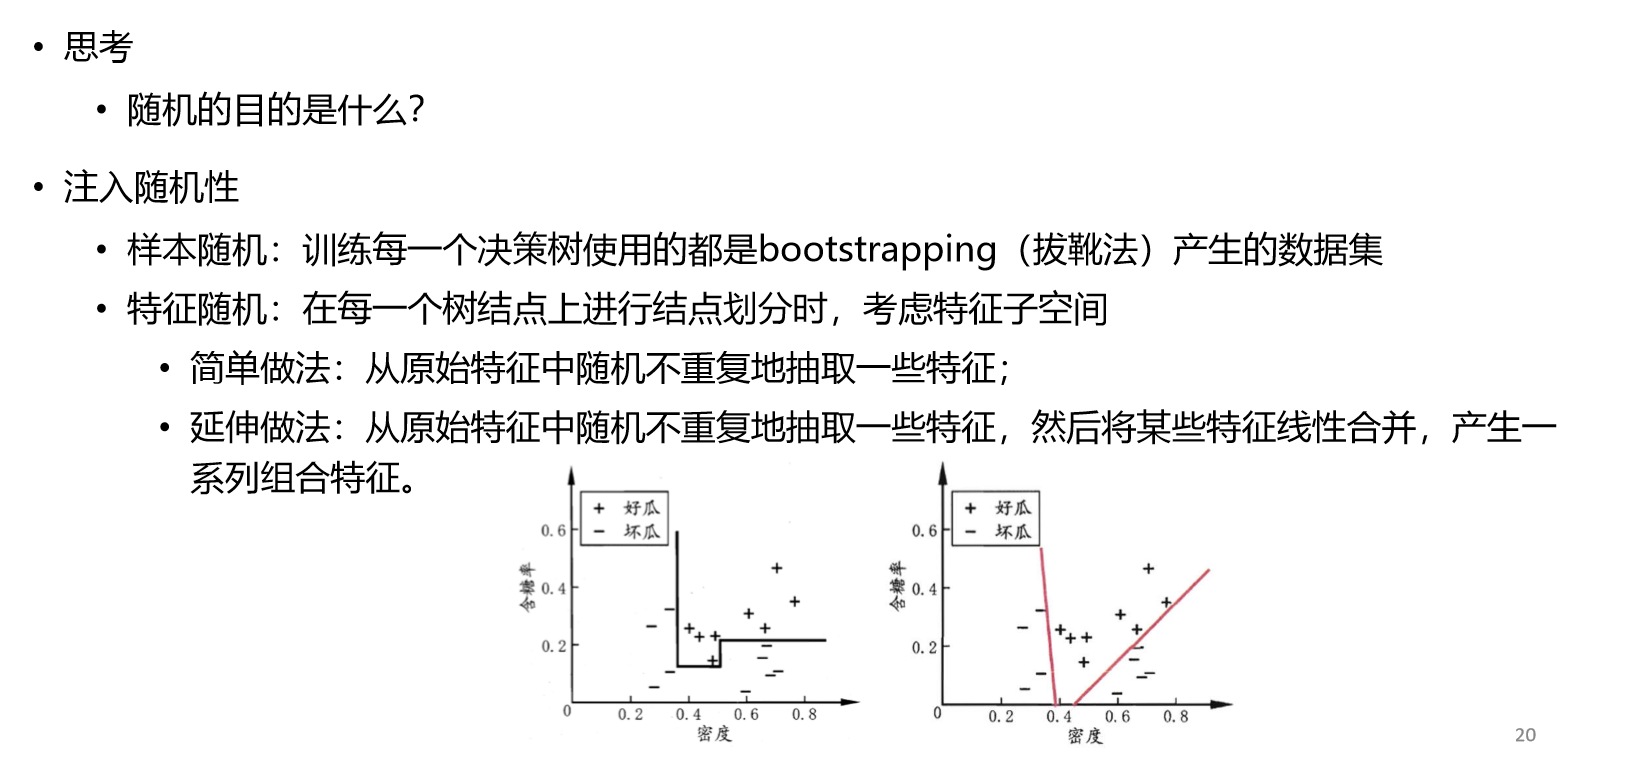 • 思考
• 随机的目的是什么？
• 注入随机性
• 样本随机：训练每一个决策树使用的都是bootstrapping（拔靴法）产生的数据集
• 特征随机：在每一个树结点上进行结点划分时，考虑特征子空间
• 简单做法：从原始特征中随机不重复地抽取一些特征；
• 延伸做法：从原始特征中随机不重复地抽取一些特征，然后将某些特征线性合并，产生一
系列组合特征。
+ 好瓜
− 坏瓜
0.6
0.4
0.2
0
0.2
0.4
0.6
0.8
含糖率
密度
+ 好瓜
− 坏瓜
0.6
0.4
0.2
0
0.2
0.4
0.6
0.8
含糖率
密度
20